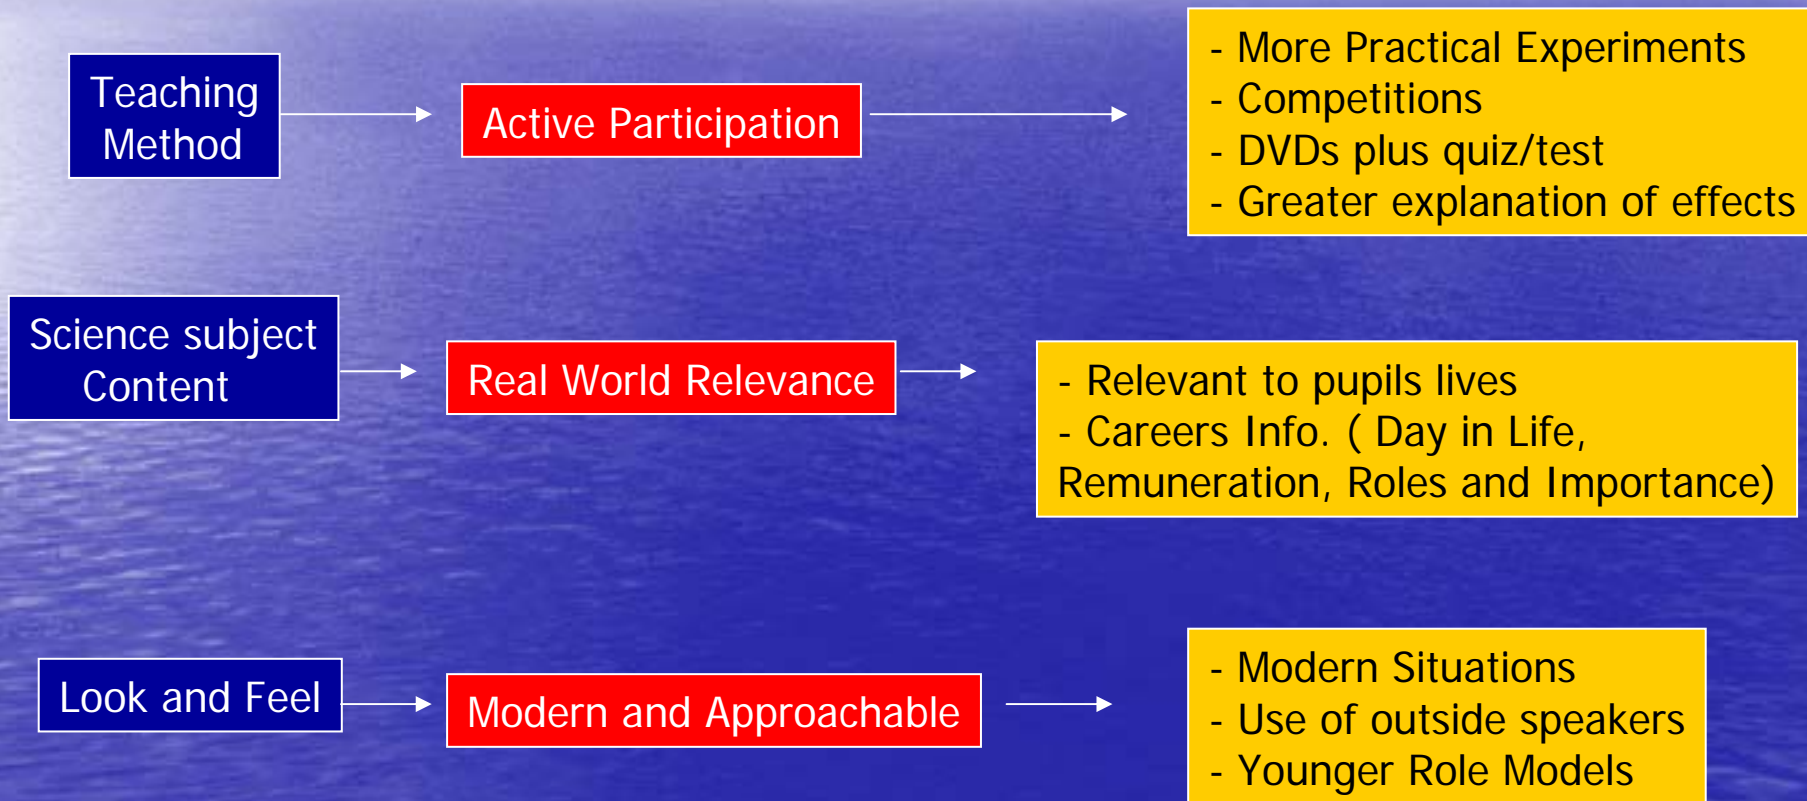 Teaching
Method
Active Participation
- More Practical Experiments
- Competitions
- DVDs plus quiz/test
- Greater explanation of effects
Science subject
Content
Real World Relevance
- Relevant to pupils lives
- Careers Info. ( Day in Life,
Remuneration, Roles and Importance)
Look and Feel
Modern and Approachable
- Modern Situations
- Use of outside speakers
- Younger Role Models